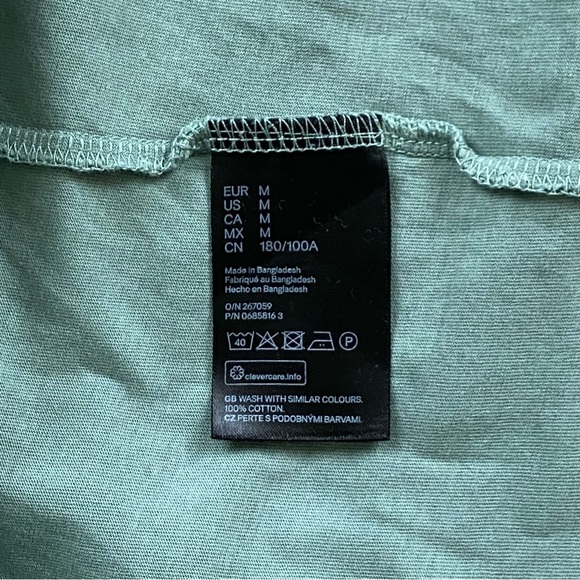 EUR M
US M
CA M
MX M
CN 180/100A
Made in Bangladesh
Fabriqué au Bangladesh
Hecho en Bangladesh
O/N 267059
P/N 0685816 3
40 P
clevercare.info
GB WASH WITH SIMILAR COLOURS.
100% COTTON.
CZ PERTE S PODOBNÝMI BARVAMI.